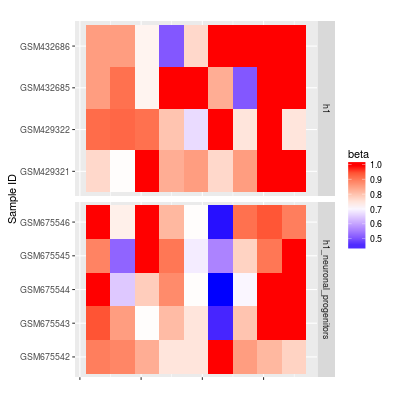 GSM432686
GSM432685
GSM429322
GSM429321
h1
GSM675546
GSM675545
GSM675544
GSM675543
GSM675542
h1_neuronal_progenitors
Sample ID
beta
1.0
0.9
0.8
0.7
0.6
0.5